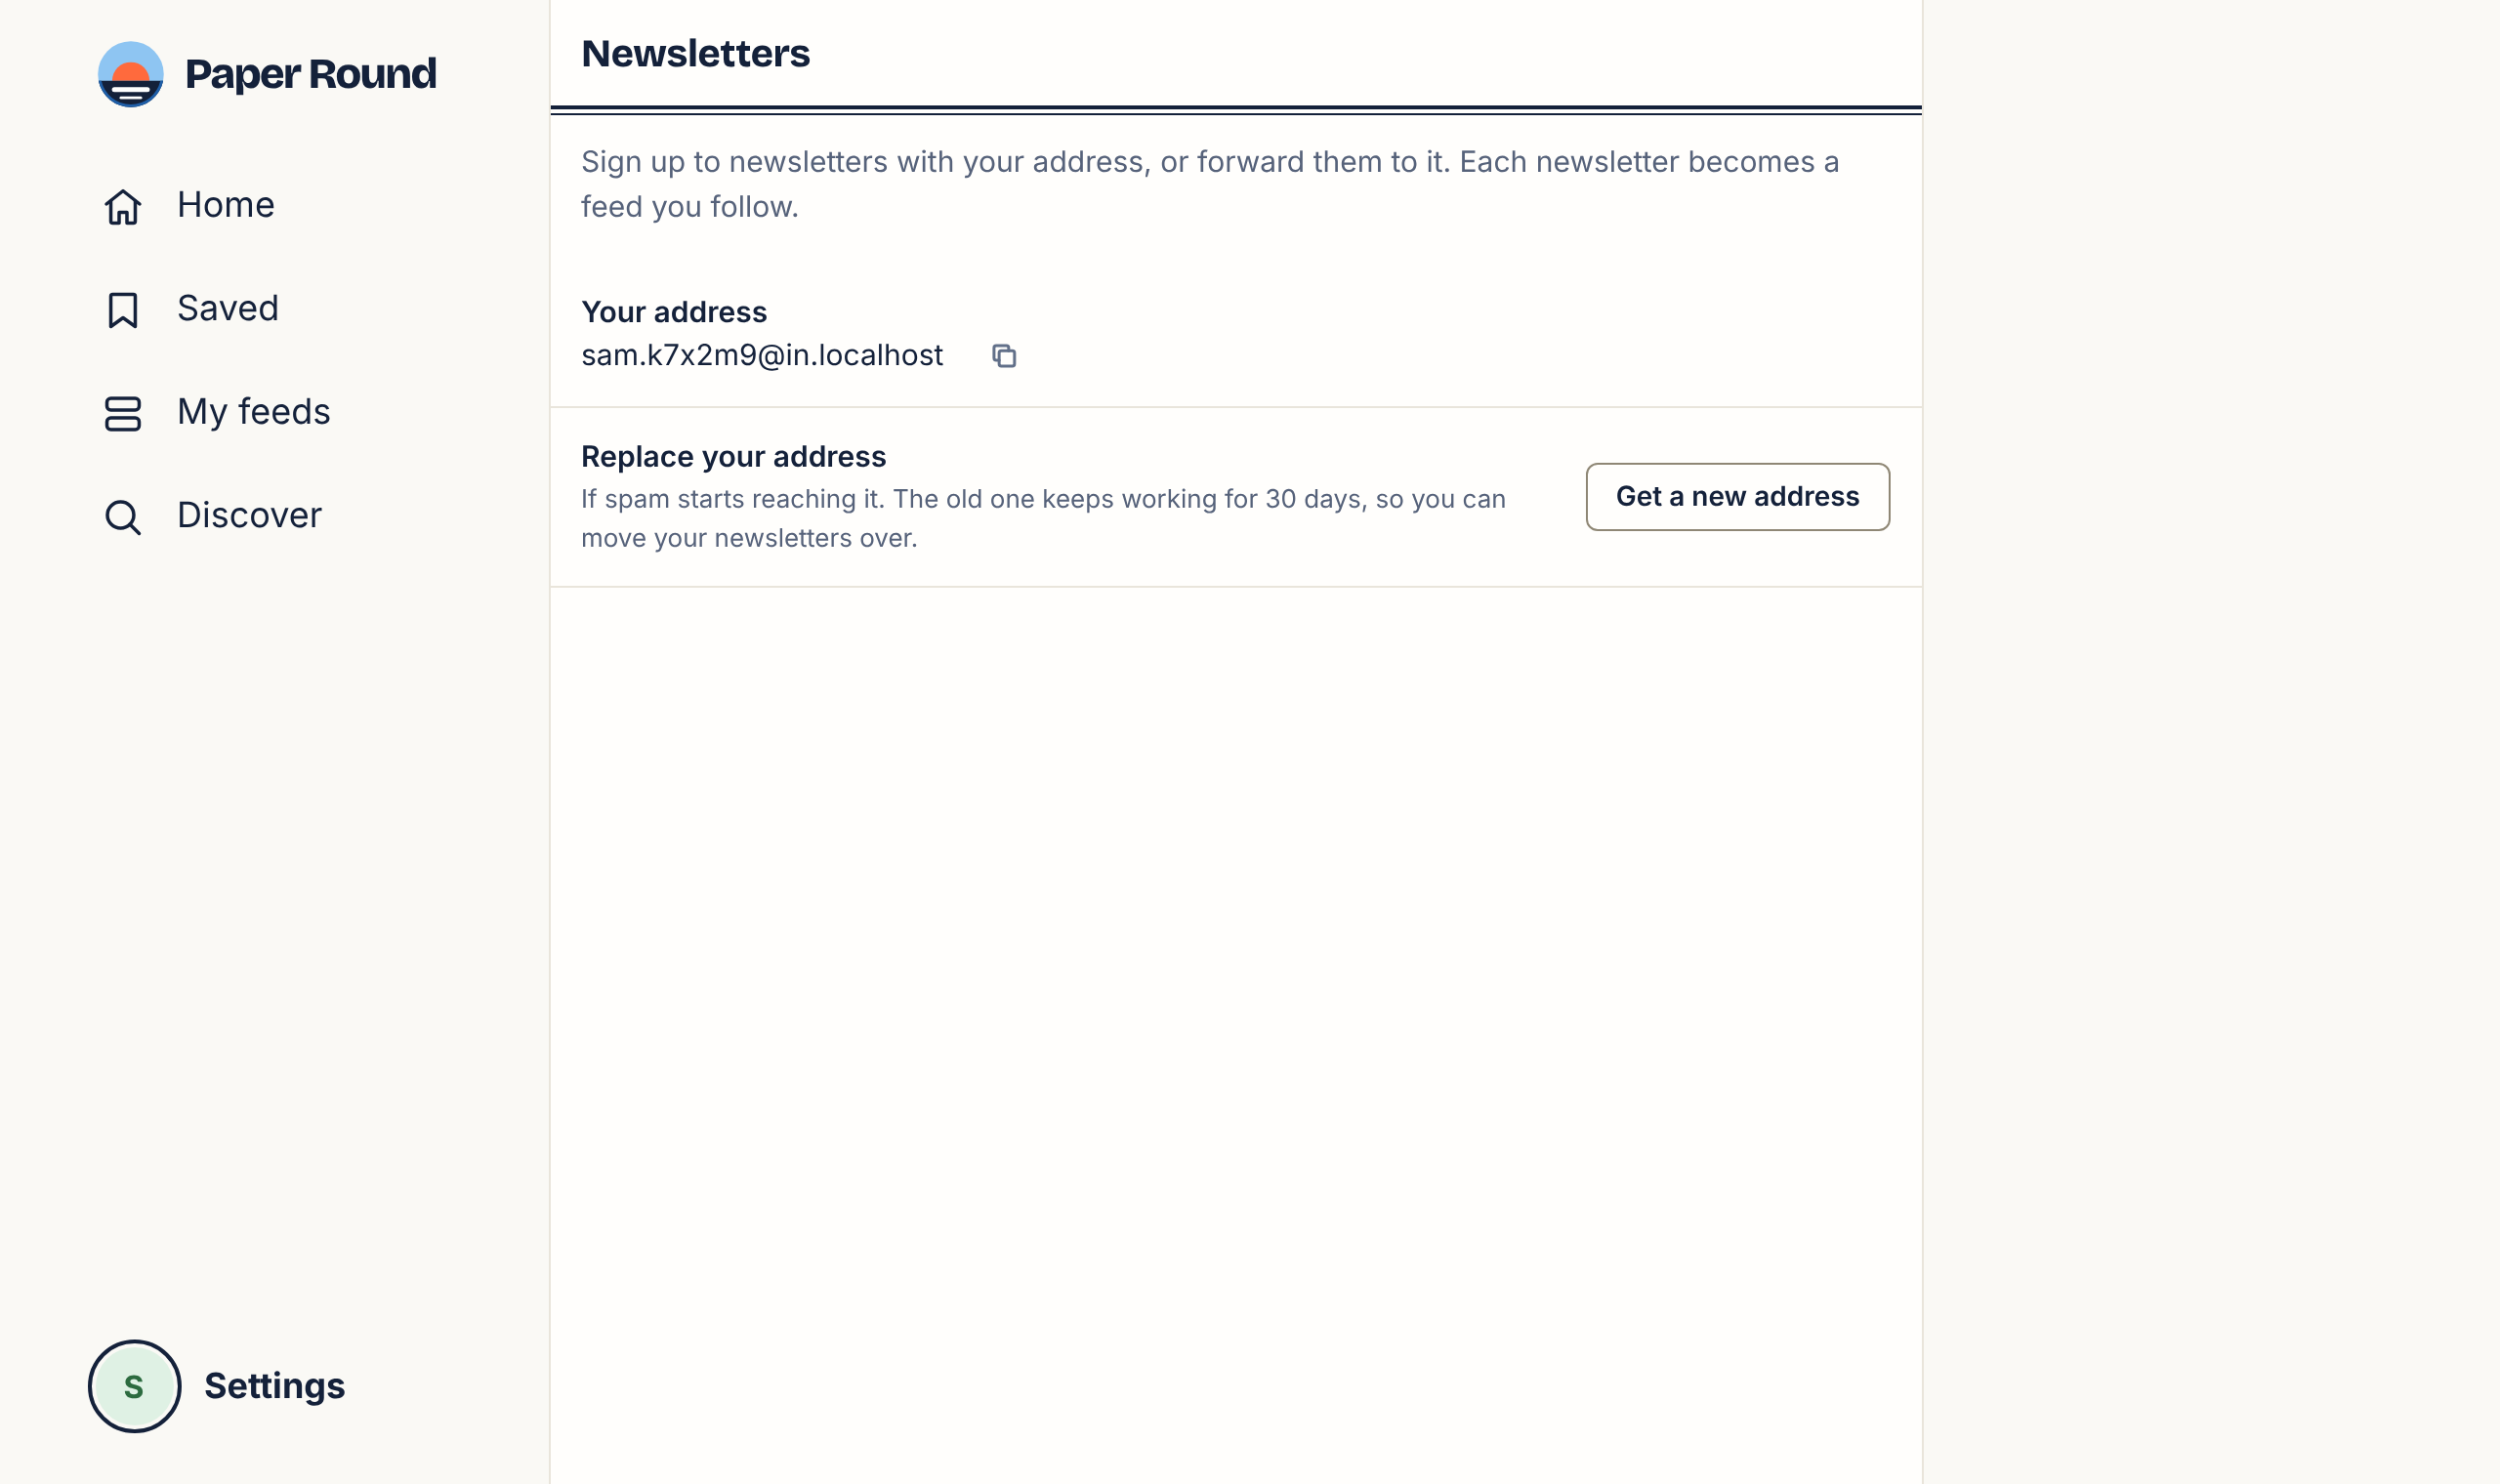 Paper Round
Home
Saved
My feeds
Discover
S
Settings
Newsletters
Sign up to newsletters with your address, or forward them to it. Each newsletter becomes a
feed you follow.
Your address
sam.k7x2m9@in.localhost
Replace your address
If spam starts reaching it. The old one keeps working for 30 days, so you can
move your newsletters over.
Get a new address